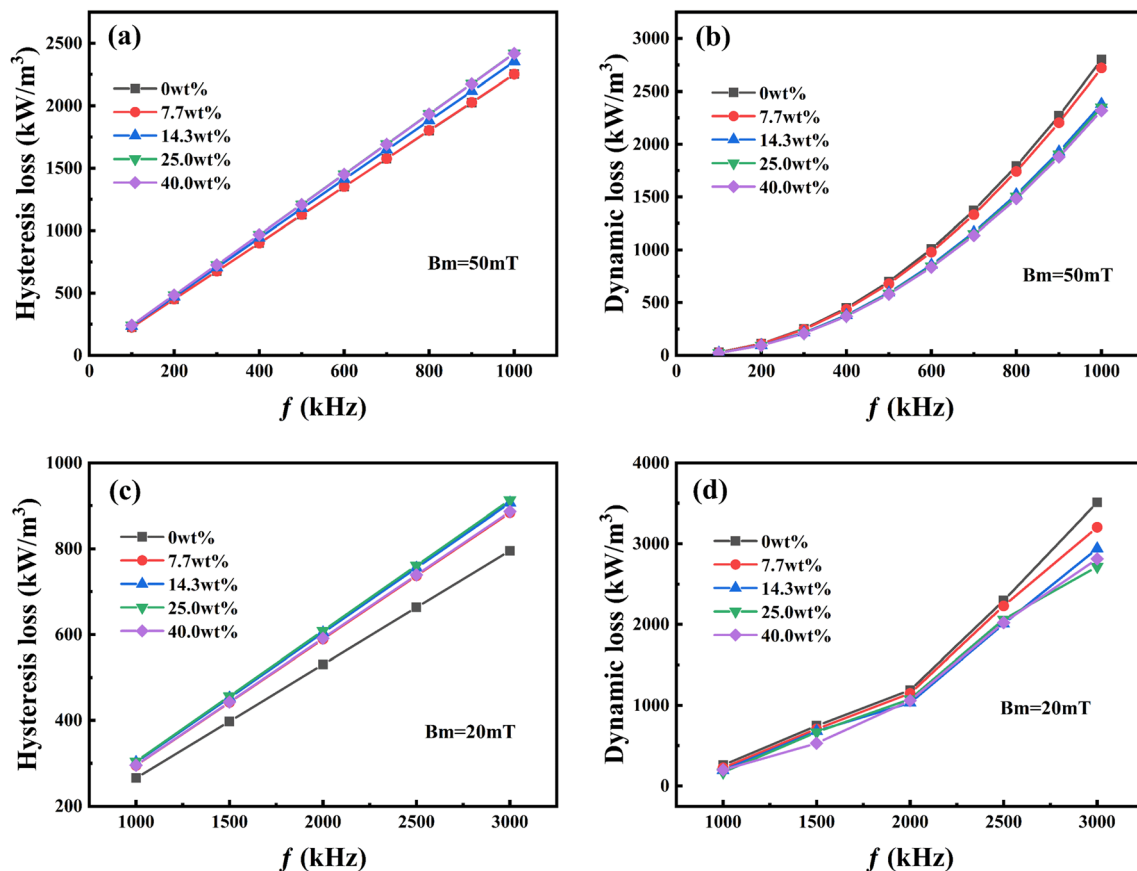 (a)
Hysteresis loss (kW/m³)
2500
2000
1500
1000
500
0
0wt%
7.7wt%
14.3wt%
25.0wt%
40.0wt%
Bm=50mT
0 200 400 600 800 1000
f (kHz)
(b)
Dynamic loss (kW/m³)
3000
2500
2000
1500
1000
500
0
0wt%
7.7wt%
14.3wt%
25.0wt%
40.0wt%
Bm=50mT
0 200 400 600 800 1000
f (kHz)
(c)
Hysteresis loss (kW/m³)
1000
800
600
400
200
0wt%
7.7wt%
14.3wt%
25.0wt%
40.0wt%
Bm=20mT
1000 1500 2000 2500 3000
f (kHz)
(d)
Dynamic loss (kW/m³)
4000
3000
2000
1000
0
0wt%
7.7wt%
14.3wt%
25.0wt%
40.0wt%
Bm=20mT
1000 1500 2000 2500 3000
f (kHz)